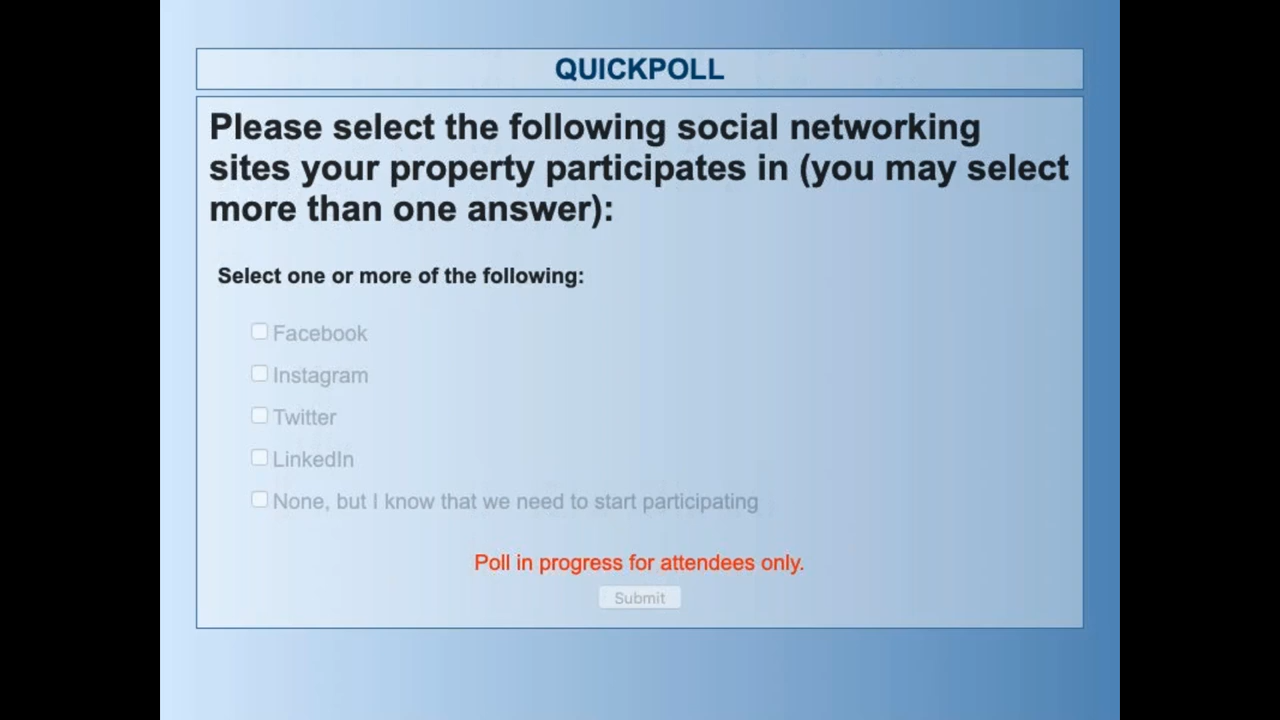 QUICKPOLL
Please select the following social networking
sites your property participates in (you may select
more than one answer):
Select one or more of the following:
Facebook
Instagram
Twitter
LinkedIn
None, but I know that we need to start participating
Poll in progress for attendees only.
Submit